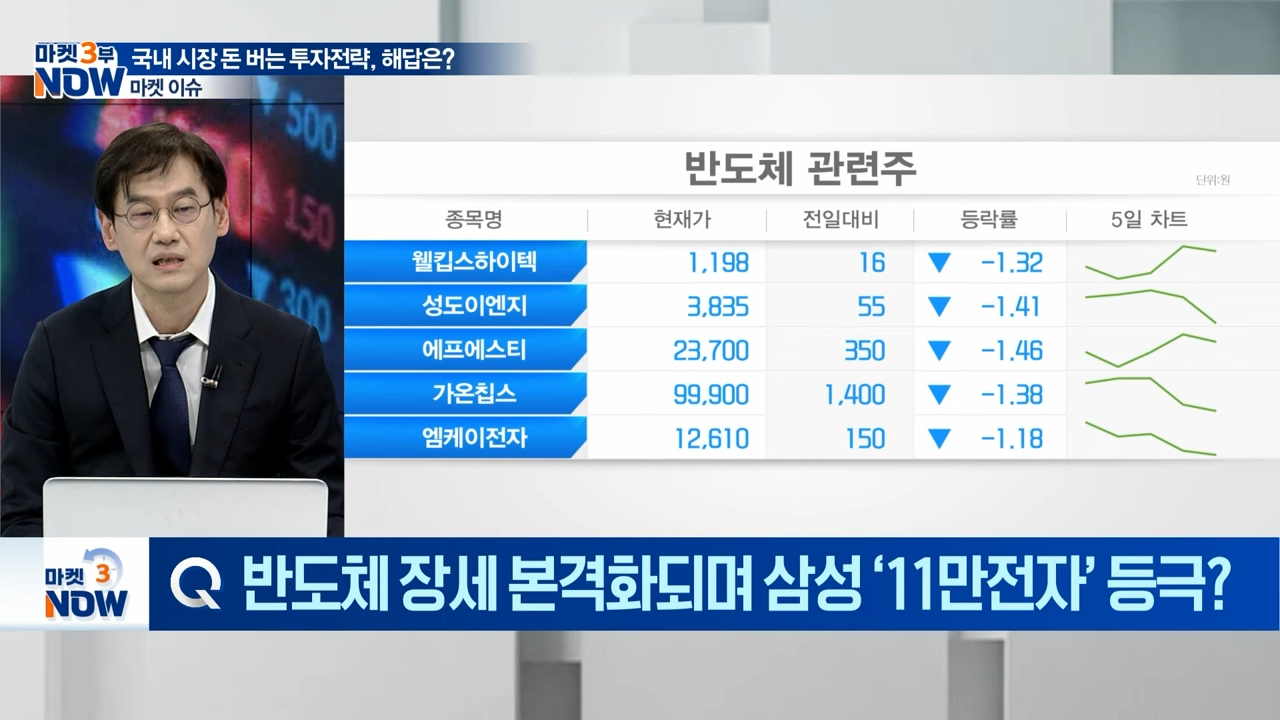 마켓 3부
NOW
국내 시장 돈 버는 투자전략, 해답은?
마켓 이슈
500
150
300
반도체 관련주
단위:원
종목명 현재가 전일대비 등락률 5일 차트
웰킵스하이텍 1,198 16 ▼ -1.32
성도이엔지 3,835 55 ▼ -1.41
에프에스티 23,700 350 ▼ -1.46
가온칩스 99,900 1,400 ▼ -1.38
엠케이전자 12,610 150 ▼ -1.18
마켓 3
NOW
Q 반도체 장세 본격화되며 삼성 ‘11만전자’ 등극?